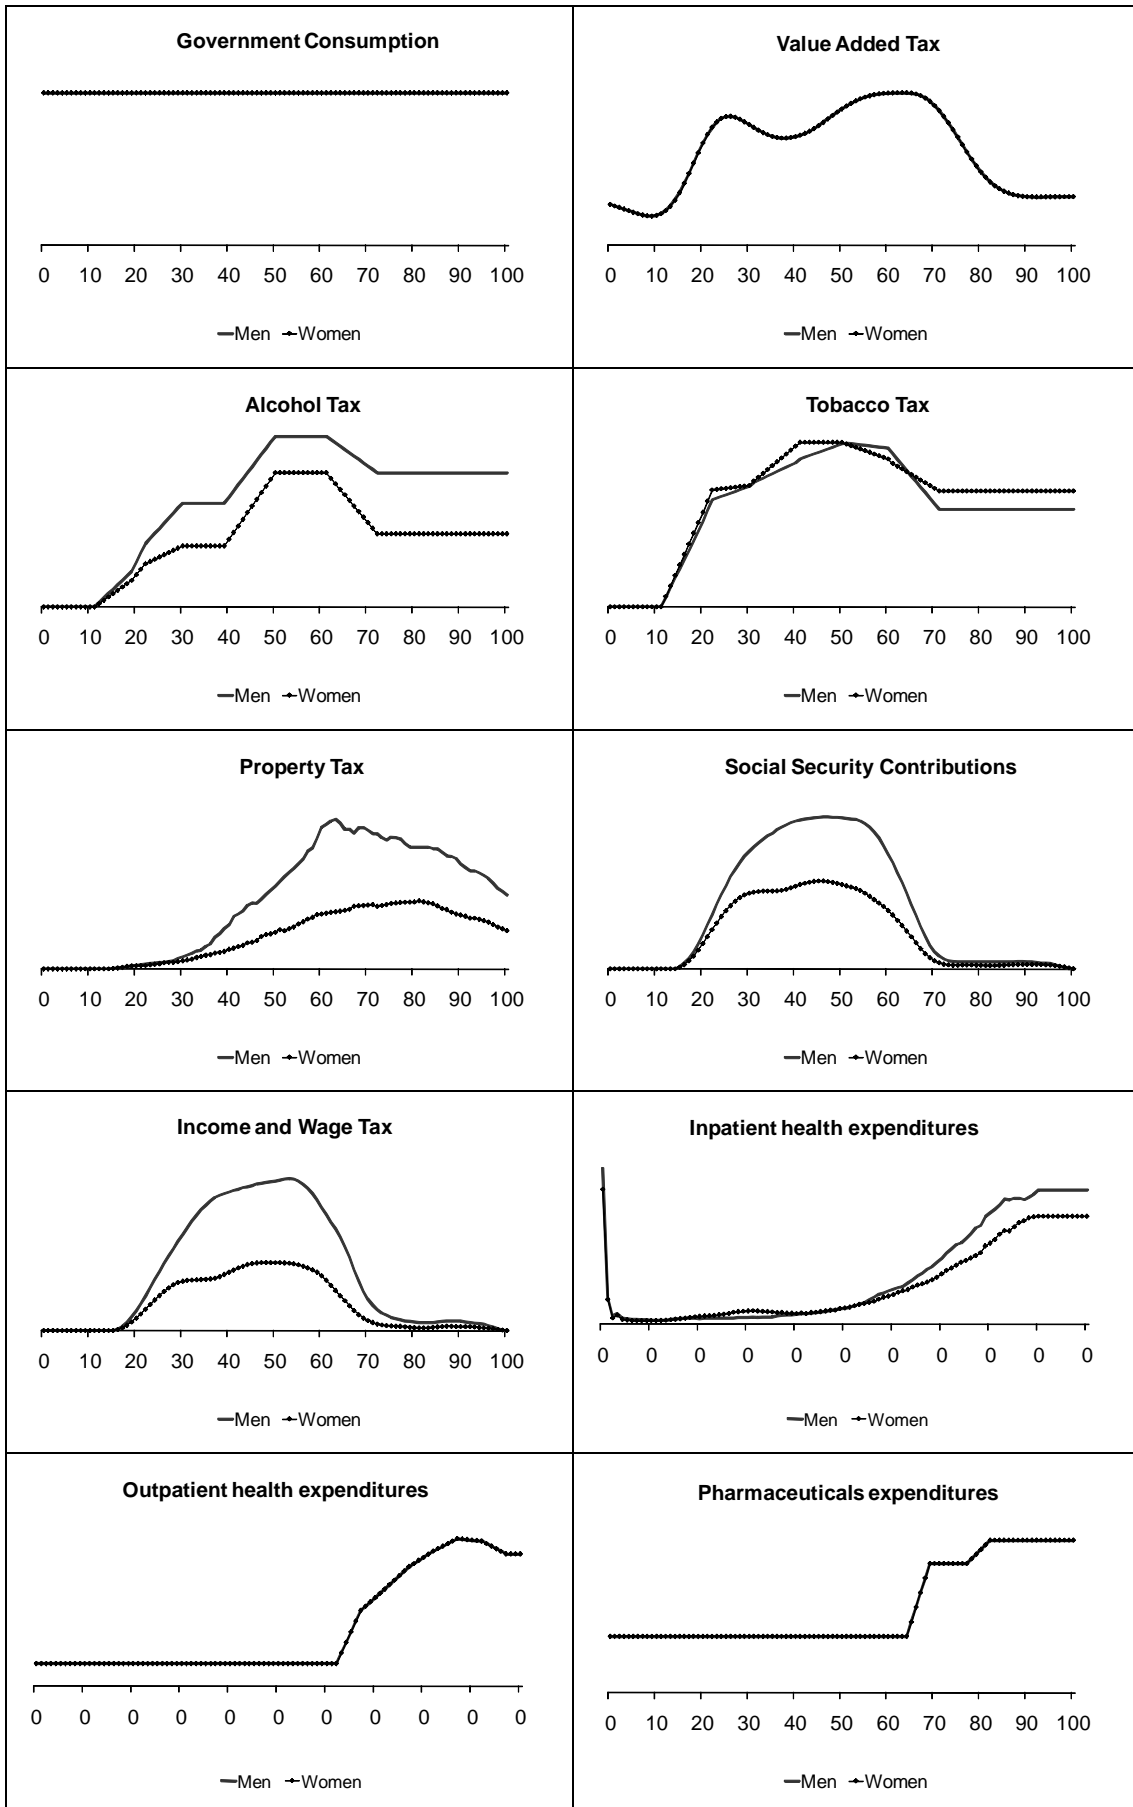 Government Consumption
0 10 20 30 40 50 60 70 80 90 100
Men Women
Value Added Tax
0 10 20 30 40 50 60 70 80 90 100
Men Women
Alcohol Tax
0 10 20 30 40 50 60 70 80 90 100
Men Women
Tobacco Tax
0 10 20 30 40 50 60 70 80 90 100
Men Women
Property Tax
0 10 20 30 40 50 60 70 80 90 100
Men Women
Social Security Contributions
0 10 20 30 40 50 60 70 80 90 100
Men Women
Income and Wage Tax
0 10 20 30 40 50 60 70 80 90 100
Men Women
Inpatient health expenditures
0 0 0 0 0 0 0 0 0 0 0
Men Women
Outpatient health expenditures
0 0 0 0 0 0 0 0 0 0 0
Men Women
Pharmaceuticals expenditures
0 10 20 30 40 50 60 70 80 90 100
Men Women